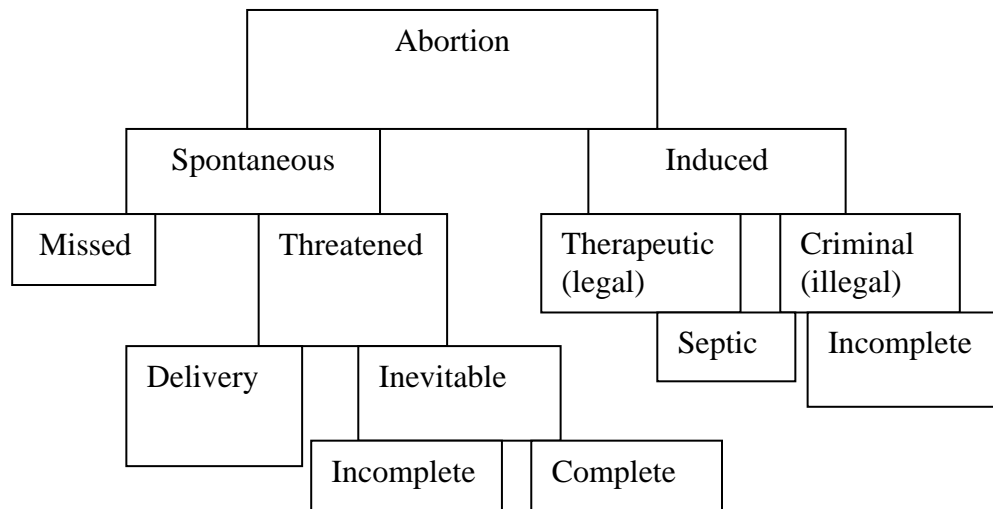 Abortion
Spontaneous
Induced
Missed
Threatened
Therapeutic
(legal)
Criminal
(illegal)
Septic
Incomplete
Delivery
Inevitable
Incomplete
Complete